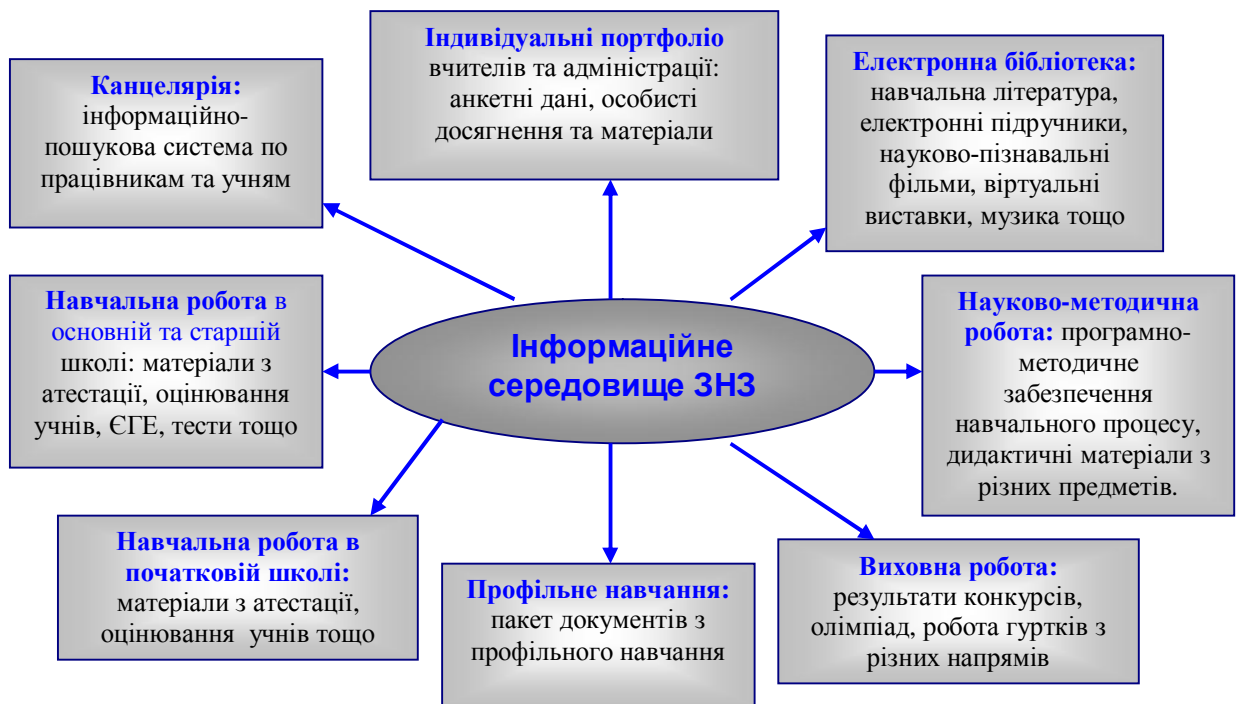 Індивідуальні портфоліо
вчителів та адміністрації:
анкетні дані, особисті
досягнення та матеріали
Канцелярія:
інформаційно-
пошукова система по
працівникам та учням
Електронна бібліотека:
навчальна література,
електронні підручники,
науково-пізнавальні
фільми, віртуальні
виставки, музика тощо
Навчальна робота в
основній та старшій
школі: матеріали з
атестації, оцінювання
учнів, ЄГЕ, тести тощо
Інформаційне
середовище ЗНЗ
Науково-методична
робота: програмно-
методичне
забезпечення
навчального процесу,
дидактичні матеріали з
різних предметів.
Навчальна робота в
початковій школі:
матеріали з атестації,
оцінювання учнів тощо
Профільне навчання:
пакет документів з
профільного навчання
Виховна робота:
результати конкурсів,
олімпіад, робота гуртків з
різних напрямів